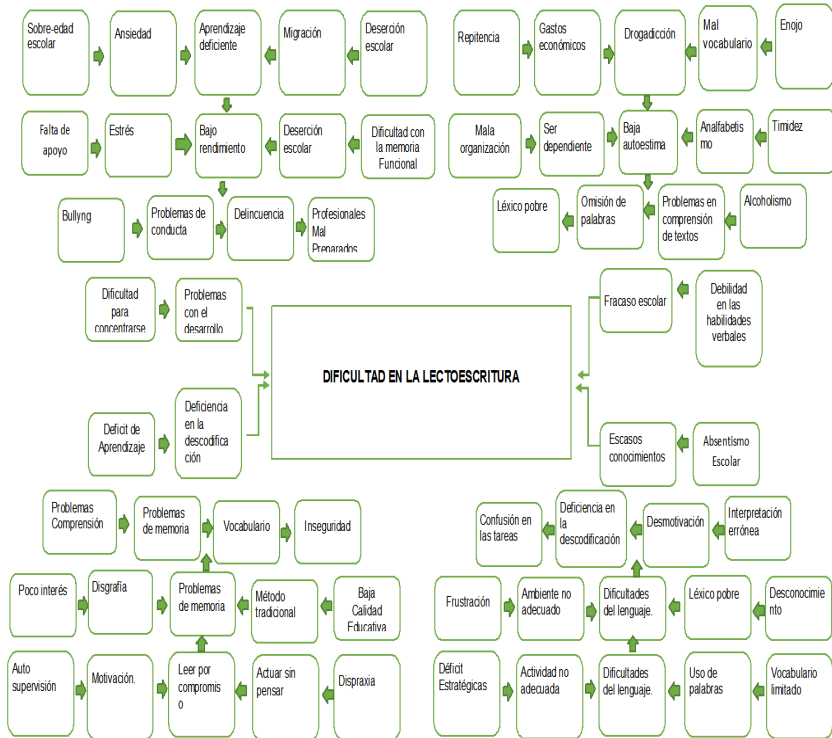 Sobre-edad
escolar
Ansiedad
Aprendizaje
deficiente
Migración
Deserción
escolar
Repitencia
Gastos
económicos
Drogadicción
Mal
vocabulario
Enojo
Falta de
apoyo
Estrés
Bajo
rendimiento
Deserción
escolar
Dificultad con
la memoria
Funcional
Mala
organización
Ser
dependiente
Baja
autoestima
Analfabetis
mo
Timidez
Bullyng
Problemas de
conducta
Delincuencia
Profesionales
Mal
Preparados
Léxico pobre
Omisión de
palabras
Problemas en
comprensión
de textos
Alcoholismo
Dificultad
para
concentrarse
Problemas
con el
desarrollo
Fracaso escolar
Debilidad
en las
habilidades
verbales
DIFICULTAD EN LA LECTOESCRITURA
Deficit de
Aprendizaje
Deficiencia
en la
descodifica
ción
Escasos
conocimientos
Absentismo
Escolar
Problemas
Comprensión
Problemas
de memoria
Vocabulario
Inseguridad
Confusión en
las tareas
Deficiencia en
la
descodificación
Desmotivación
Interpretación
errónea
Poco interés
Disgrafía
Problemas
de memoria
Método
tradicional
Baja
Calidad
Educativa
Frustración
Ambiente no
adecuado
Dificultades
del lenguaje.
Léxico pobre
Desconocimie
nto
Auto
supervisión
Motivación.
Leer por
compromis
o
Actuar sin
pensar
Dispraxia
Déficit
Estratégicas
Actividad no
adecuada
Dificultades
del lenguaje.
Uso de
palabras
Vocabulario
limitado